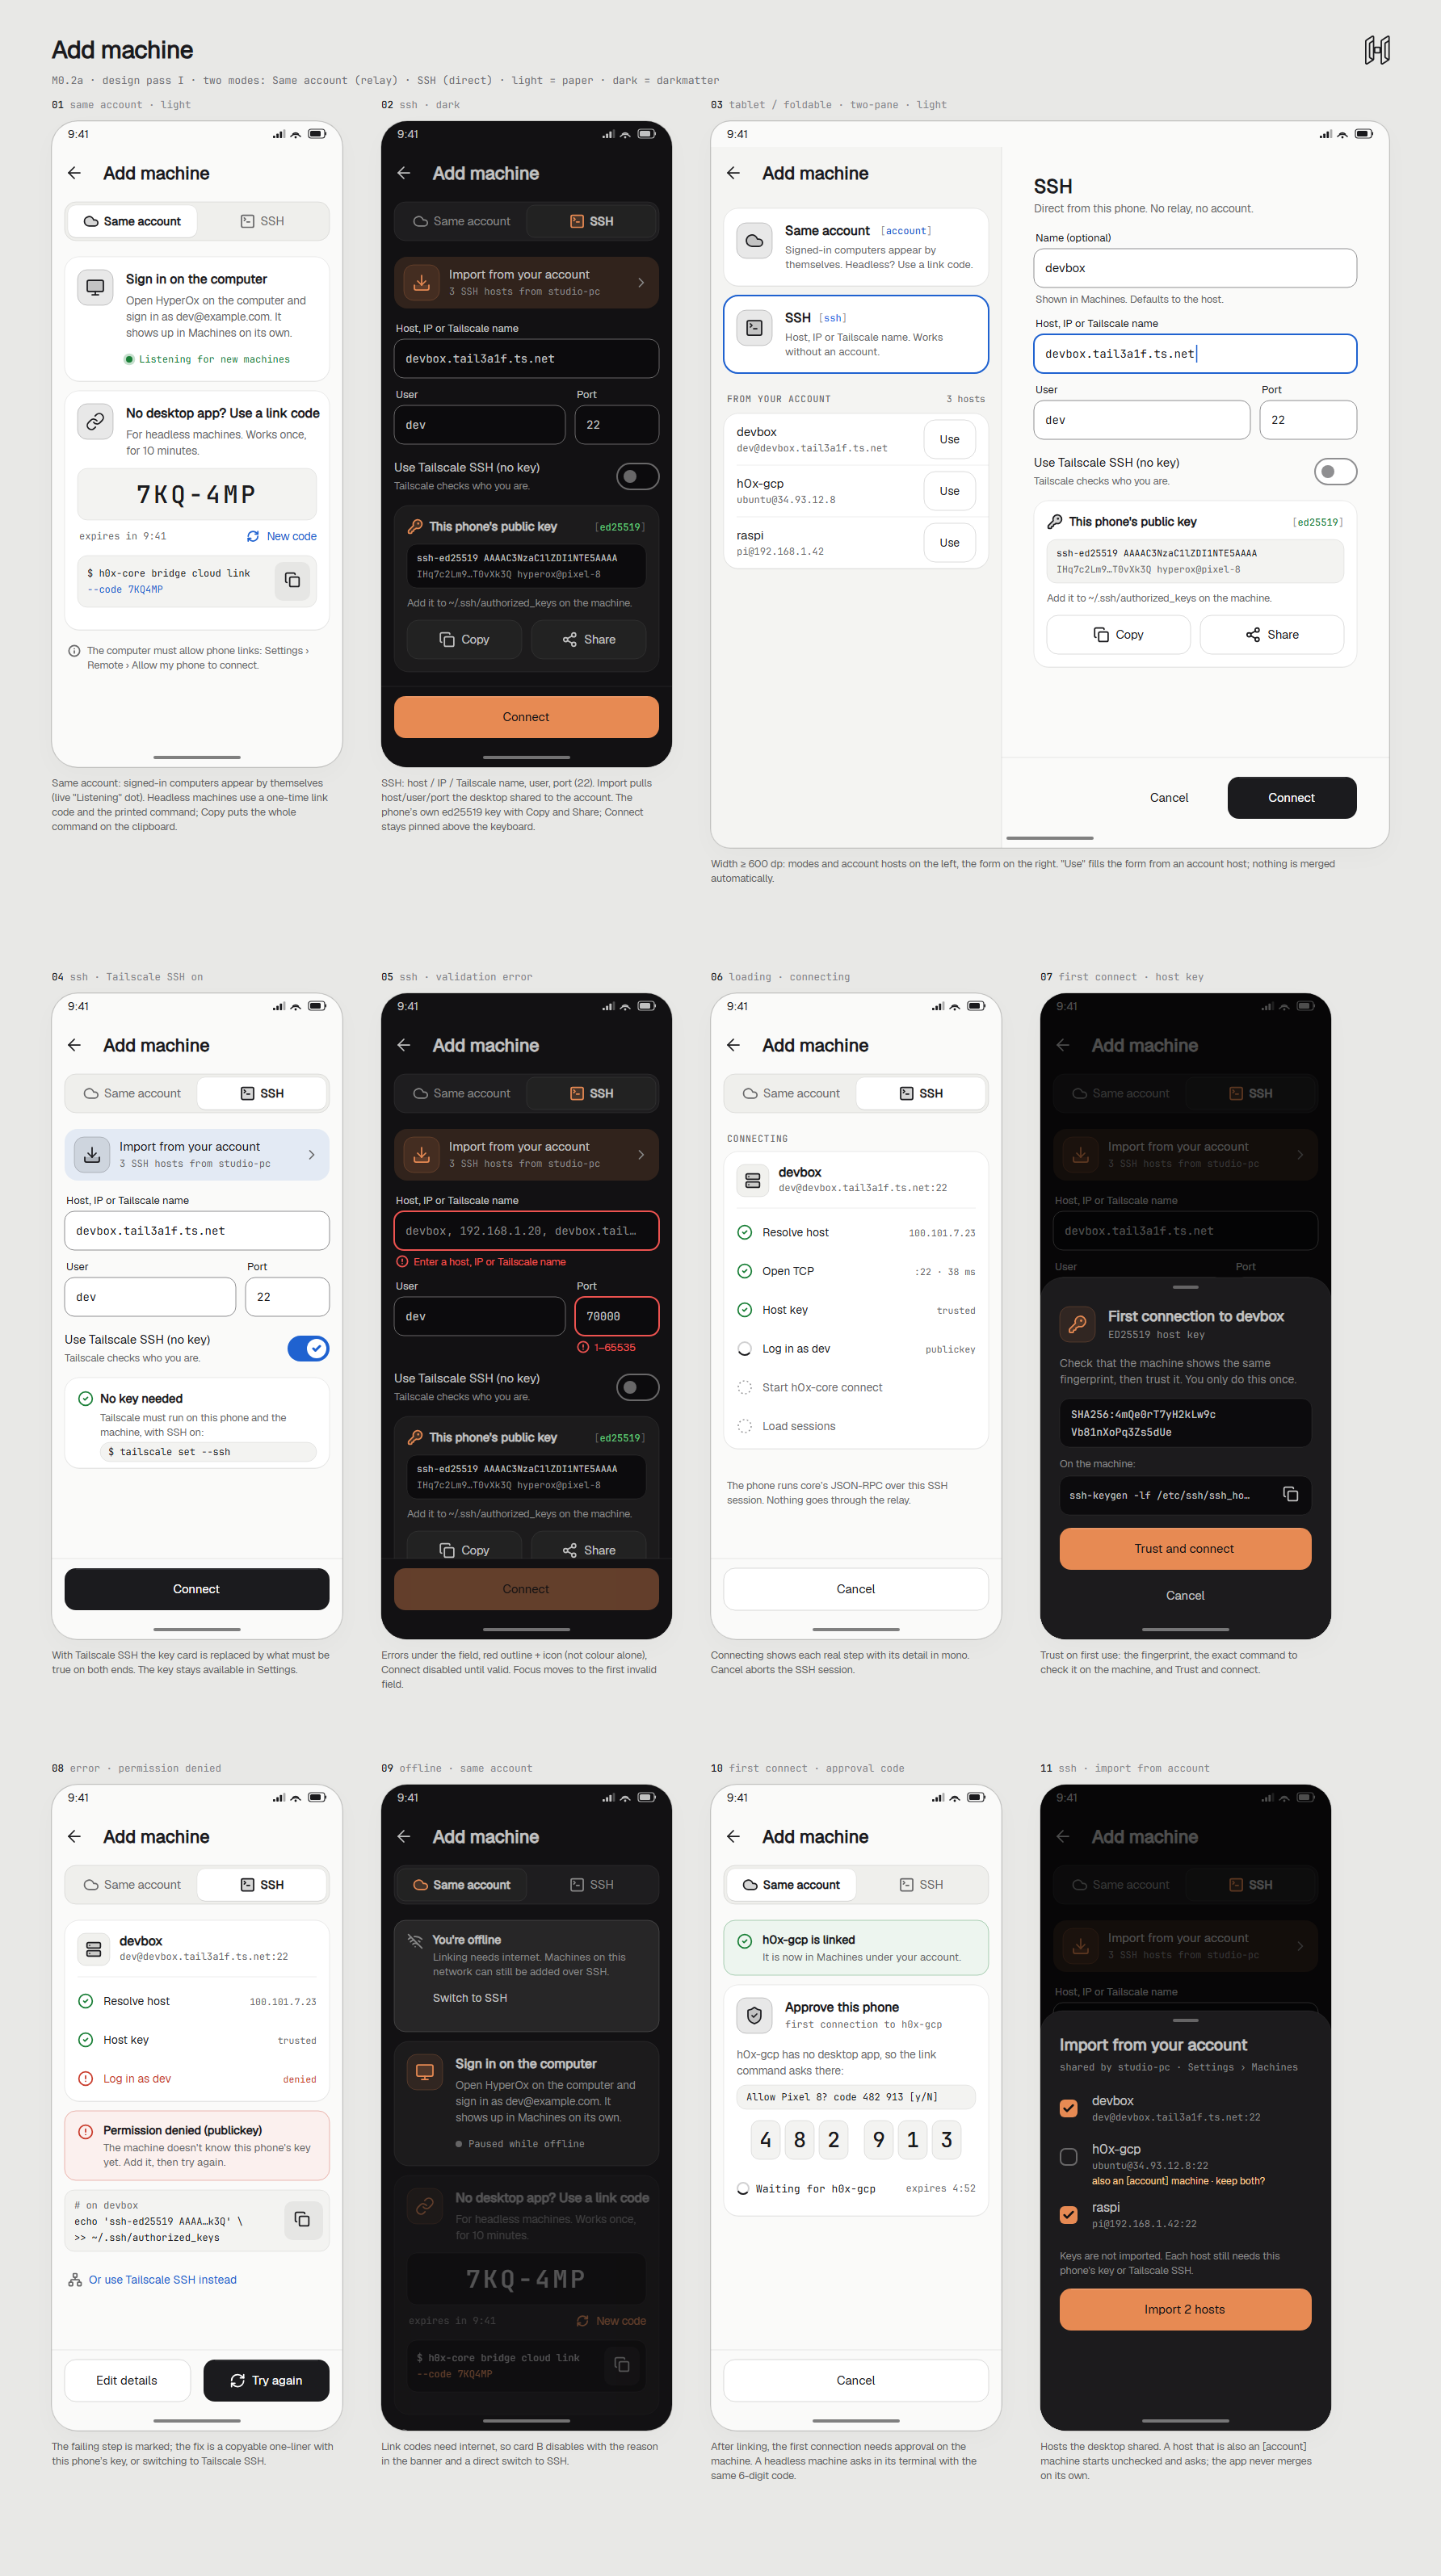 Add machine
M0.2a · design pass I · two modes: Same account (relay) · SSH (direct) · light = paper · dark = darkmatter
01 same account · light
9:41
Add machine
Same account
SSH
Sign in on the computer
Open HyperOx on the computer and
sign in as dev@example.com. It
shows up in Machines on its own.
Listening for new machines
No desktop app? Use a link code
For headless machines. Works once,
for 10 minutes.
7KQ-4MP
expires in 9:41
New code
$ h0x-core bridge cloud link
--code 7KQ4MP
The computer must allow phone links: Settings ›
Remote › Allow my phone to connect.
Same account: signed-in computers appear by themselves
(live "Listening" dot). Headless machines use a one-time link
code and the printed command; Copy puts the whole
command on the clipboard.
02 ssh · dark
9:41
Add machine
Same account
SSH
Import from your account
3 SSH hosts from studio-pc
Host, IP or Tailscale name
devbox.tail3a1f.ts.net
User
Port
dev
22
Use Tailscale SSH (no key)
Tailscale checks who you are.
This phone's public key
[ed25519]
ssh-ed25519 AAAAC3NzaC1lZDI1NTE5AAAA
IHq7c2Lm9…T0vXk3Q hyperox@pixel-8
Add it to ~/.ssh/authorized_keys on the machine.
Copy
Share
Connect
SSH: host / IP / Tailscale name, user, port (22). Import pulls
host/user/port the desktop shared to the account. The
phone's own ed25519 key with Copy and Share; Connect
stays pinned above the keyboard.
03 tablet / foldable · two-pane · light
9:41
Add machine
Same account [account]
Signed-in computers appear by
themselves. Headless? Use a link code.
SSH [ssh]
Host, IP or Tailscale name. Works
without an account.
FROM YOUR ACCOUNT
3 hosts
devbox
dev@devbox.tail3a1f.ts.net
Use
h0x-gcp
ubuntu@34.93.12.8
Use
raspi
pi@192.168.1.42
Use
SSH
Direct from this phone. No relay, no account.
Name (optional)
devbox
Shown in Machines. Defaults to the host.
Host, IP or Tailscale name
devbox.tail3a1f.ts.net
User
Port
dev
22
Use Tailscale SSH (no key)
Tailscale checks who you are.
This phone's public key
[ed25519]
ssh-ed25519 AAAAC3NzaC1lZDI1NTE5AAAA
IHq7c2Lm9…T0vXk3Q hyperox@pixel-8
Add it to ~/.ssh/authorized_keys on the machine.
Copy
Share
Cancel
Connect
Width ≥ 600 dp: modes and account hosts on the left, the form on the right. "Use" fills the form from an account host; nothing is merged
automatically.
04 ssh · Tailscale SSH on
9:41
Add machine
Same account
SSH
Import from your account
3 SSH hosts from studio-pc
Host, IP or Tailscale name
devbox.tail3a1f.ts.net
User
Port
dev
22
Use Tailscale SSH (no key)
Tailscale checks who you are.
No key needed
Tailscale must run on this phone and the
machine, with SSH on:
$ tailscale set --ssh
Connect
With Tailscale SSH the key card is replaced by what must be
true on both ends. The key stays available in Settings.
05 ssh · validation error
9:41
Add machine
Same account
SSH
Import from your account
3 SSH hosts from studio-pc
Host, IP or Tailscale name
devbox, 192.168.1.20, devbox.tail…
Enter a host, IP or Tailscale name
User
Port
dev
70000
1–65535
Use Tailscale SSH (no key)
Tailscale checks who you are.
This phone's public key
[ed25519]
ssh-ed25519 AAAAC3NzaC1lZDI1NTE5AAAA
IHq7c2Lm9…T0vXk3Q hyperox@pixel-8
Add it to ~/.ssh/authorized_keys on the machine.
Copy
Share
Connect
Errors under the field, red outline + icon (not colour alone),
Connect disabled until valid. Focus moves to the first invalid
field.
06 loading · connecting
9:41
Add machine
Same account
SSH
CONNECTING
devbox
dev@devbox.tail3a1f.ts.net:22
Resolve host
100.101.7.23
Open TCP
:22 · 38 ms
Host key
trusted
Log in as dev
publickey
Start h0x-core connect
Load sessions
The phone runs core's JSON-RPC over this SSH
session. Nothing goes through the relay.
Cancel
Connecting shows each real step with its detail in mono.
Cancel aborts the SSH session.
07 first connect · host key
9:41
Add machine
Same account
SSH
Import from your account
3 SSH hosts from studio-pc
Host, IP or Tailscale name
devbox.tail3a1f.ts.net
User
Port
First connection to devbox
ED25519 host key
Check that the machine shows the same
fingerprint, then trust it. You only do this once.
SHA256:4mQe0rT7yH2kLw9c
Vb81nXoPq3Zs5dUe
On the machine:
ssh-keygen -lf /etc/ssh/ssh_ho…
Trust and connect
Cancel
Trust on first use: the fingerprint, the exact command to
check it on the machine, and Trust and connect.
08 error · permission denied
9:41
Add machine
Same account
SSH
devbox
dev@devbox.tail3a1f.ts.net:22
Resolve host
100.101.7.23
Host key
trusted
Log in as dev
denied
Permission denied (publickey)
The machine doesn't know this phone's key
yet. Add it, then try again.
# on devbox
echo 'ssh-ed25519 AAAA…k3Q' \
>> ~/.ssh/authorized_keys
Or use Tailscale SSH instead
Edit details
Try again
The failing step is marked; the fix is a copyable one-liner with
this phone's key, or switching to Tailscale SSH.
09 offline · same account
9:41
Add machine
Same account
SSH
You're offline
Linking needs internet. Machines on this
network can still be added over SSH.
Switch to SSH
Sign in on the computer
Open HyperOx on the computer and
sign in as dev@example.com. It
shows up in Machines on its own.
Paused while offline
No desktop app? Use a link code
For headless machines. Works once,
for 10 minutes.
7KQ-4MP
expires in 9:41
New code
$ h0x-core bridge cloud link
--code 7KQ4MP
Link codes need internet, so card B disables with the reason
in the banner and a direct switch to SSH.
10 first connect · approval code
9:41
Add machine
Same account
SSH
h0x-gcp is linked
It is now in Machines under your account.
Approve this phone
first connection to h0x-gcp
h0x-gcp has no desktop app, so the link
command asks there:
Allow Pixel 8? code 482 913 [y/N]
4 8 2 9 1 3
Waiting for h0x-gcp
expires 4:52
Cancel
After linking, the first connection needs approval on the
machine. A headless machine asks in its terminal with the
same 6-digit code.
11 ssh · import from account
9:41
Add machine
Same account
SSH
Import from your account
3 SSH hosts from studio-pc
Host, IP or Tailscale name
Import from your account
shared by studio-pc · Settings › Machines
devbox
dev@devbox.tail3a1f.ts.net:22
h0x-gcp
ubuntu@34.93.12.8:22
also an [account] machine · keep both?
raspi
pi@192.168.1.42:22
Keys are not imported. Each host still needs this
phone's key or Tailscale SSH.
Import 2 hosts
Hosts the desktop shared. A host that is also an [account]
machine starts unchecked and asks; the app never merges
on its own.